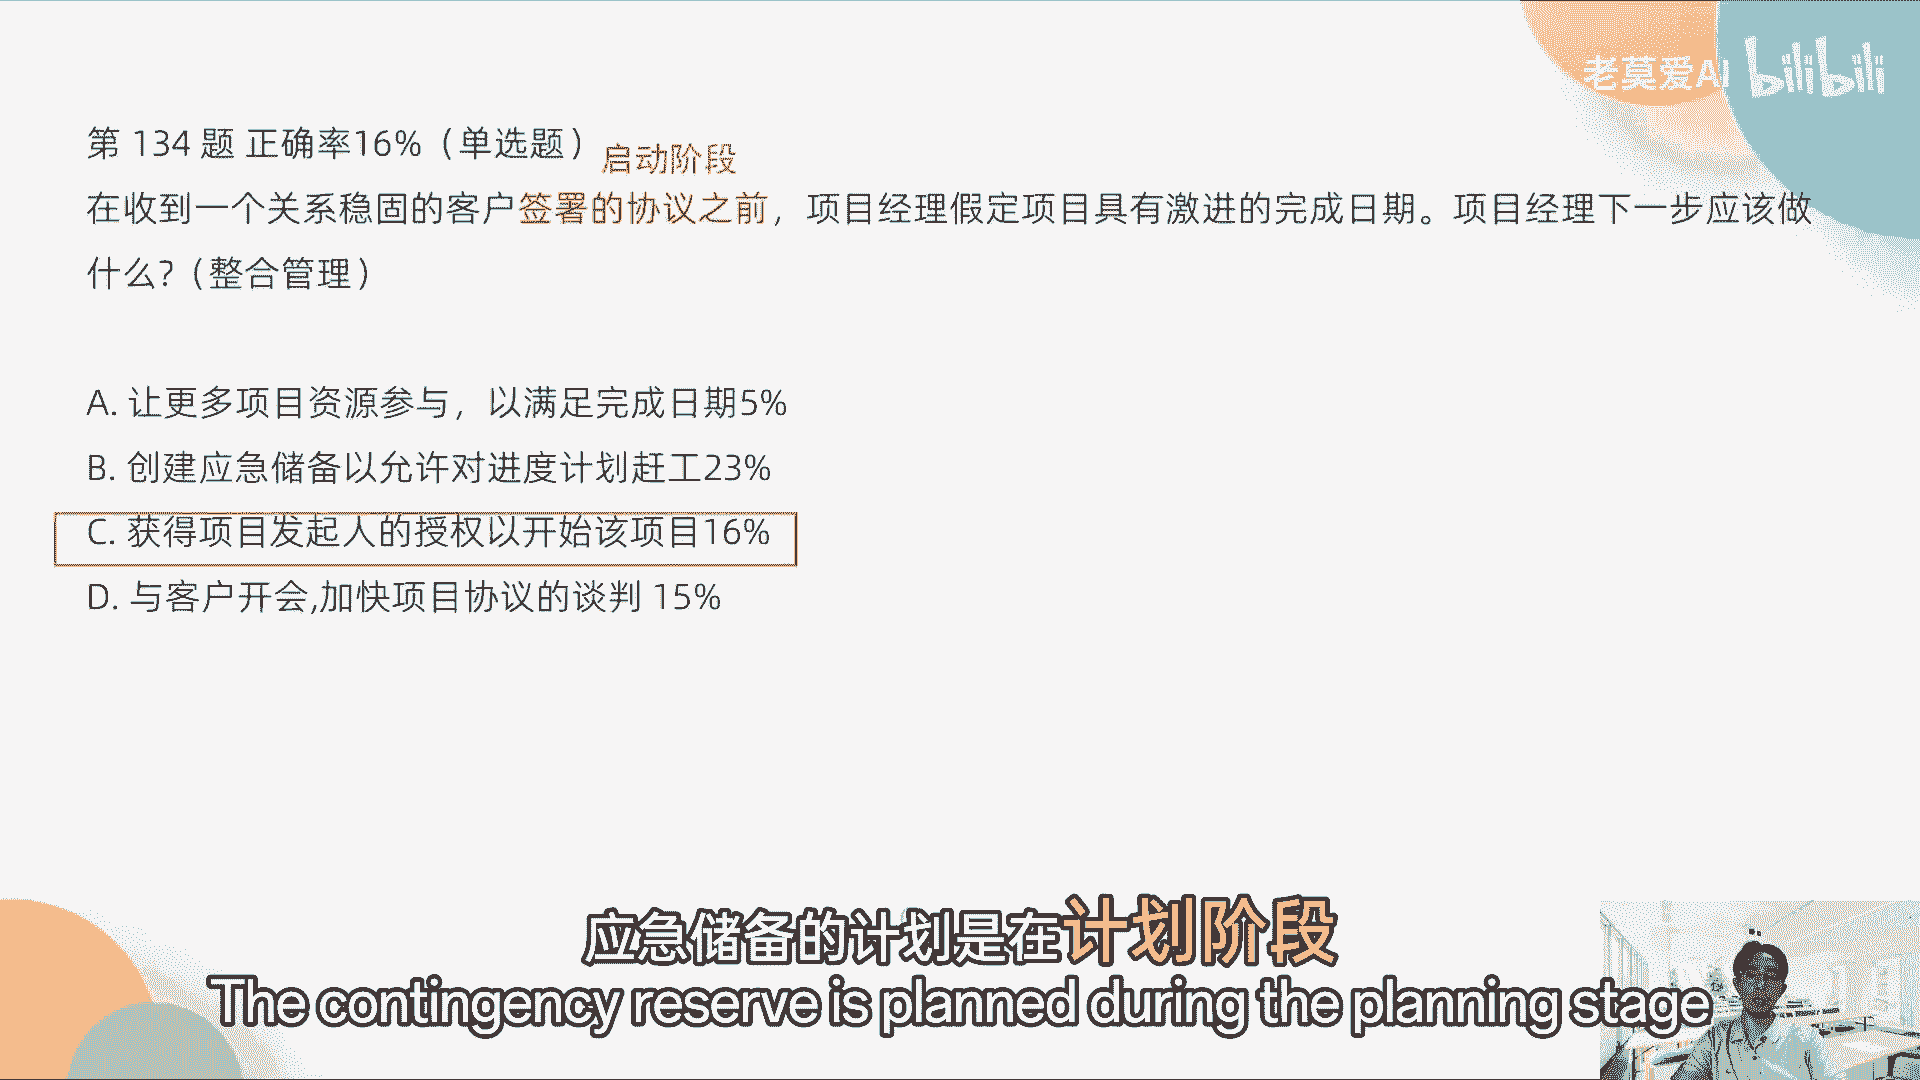 老莫爱AI bilibili
第 134 题 正确率16%（单选题）
启动阶段
在收到一个关系稳固的客户签署的协议之前，项目经理假定项目具有激进的完成日期。项目经理下一步应该做
什么?（整合管理）
A. 让更多项目资源参与，以满足完成日期5%
B. 创建应急储备以允许对进度计划赶工23%
C. 获得项目发起人的授权以开始该项目16%
D. 与客户开会,加快项目协议的谈判 15%
应急储备的计划是在计划阶段
The contingency reserve is planned during the planning stage